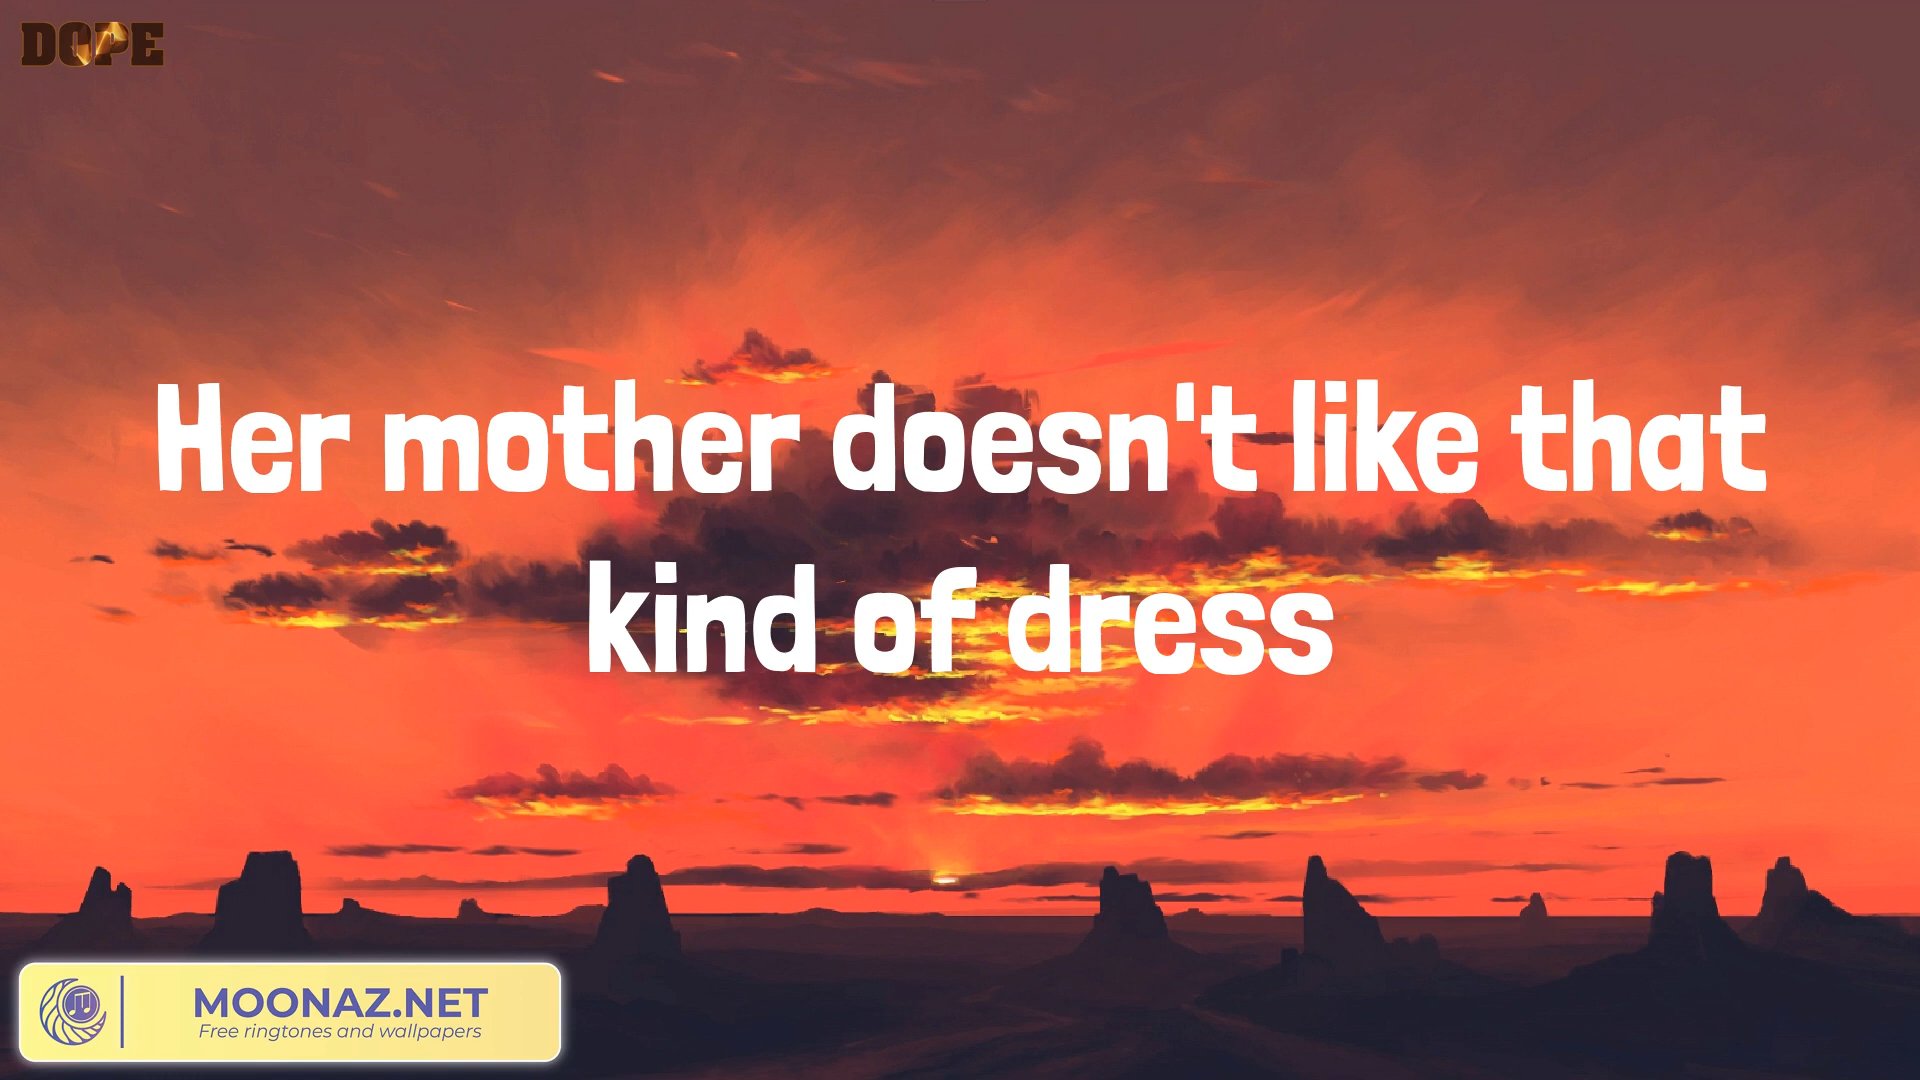 DOPE
Her mother doesn't like that
kind of dress
MOONAZ.NET
Free ringtones and wallpapers